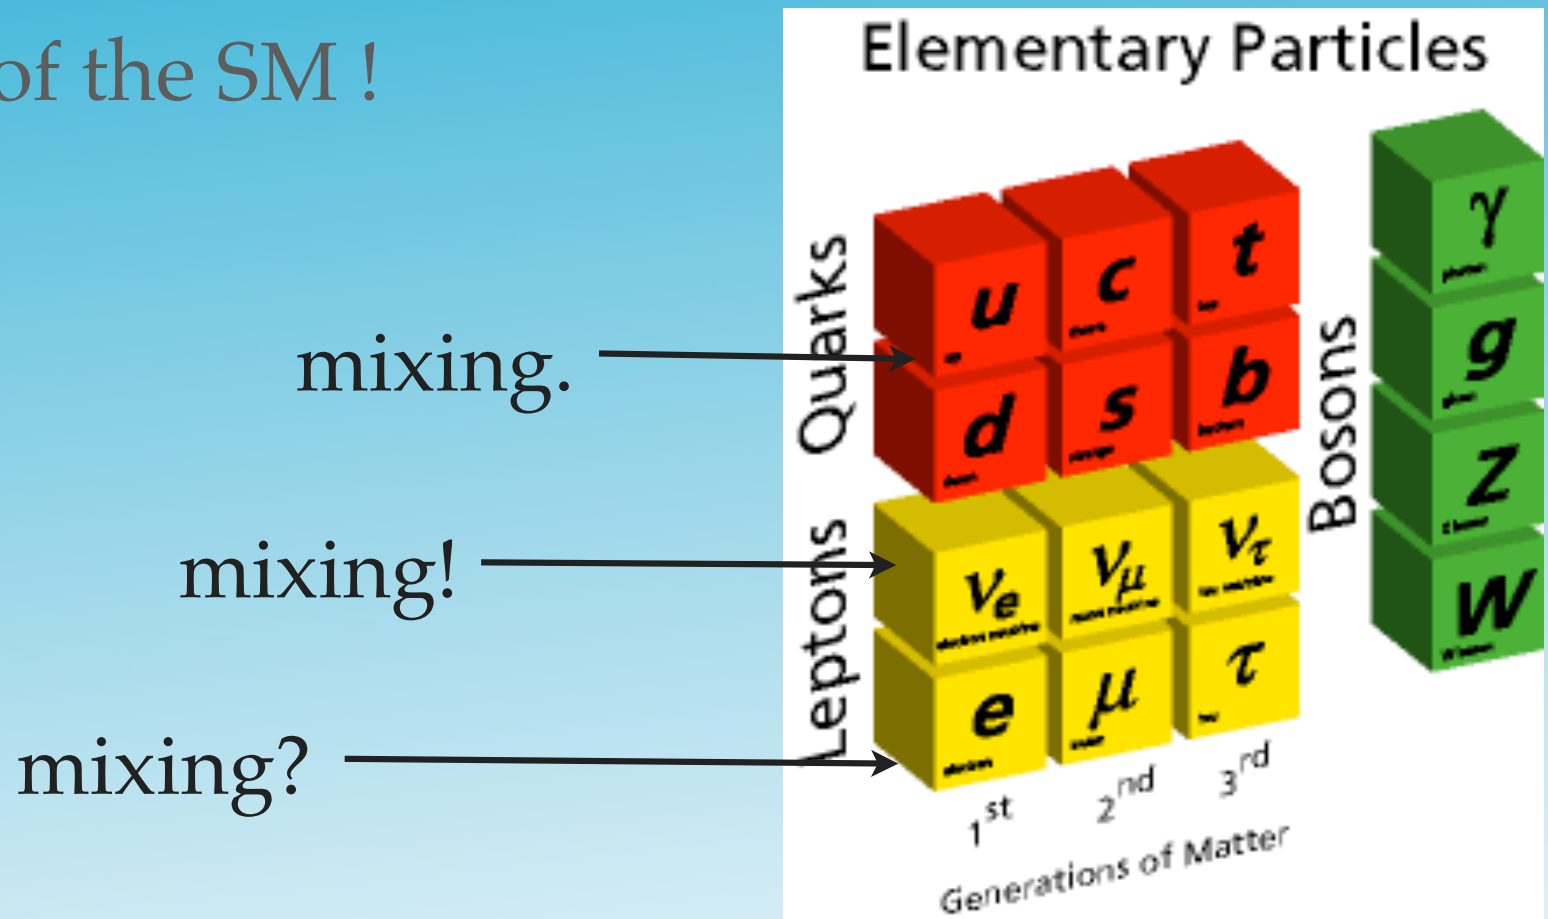 of the SM !
mixing.
mixing!
mixing?
Elementary Particles
Quarks
u c t
d s b
Leptons
νe νμ ντ
e μ τ
1st 2nd 3rd
Generations of Matter
Bosons
γ
g
Z
W